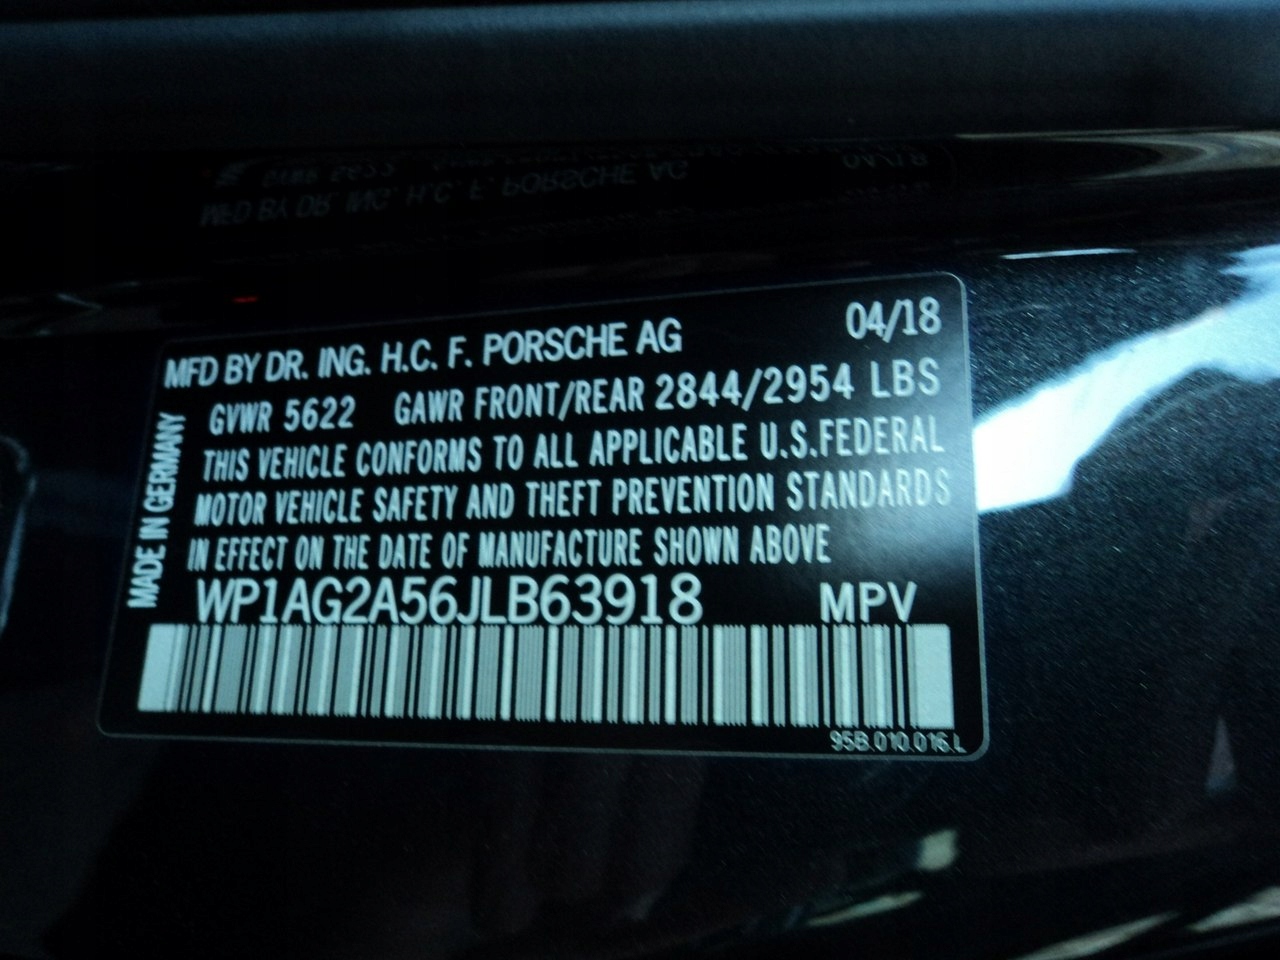 MFD BY DR. ING. H.C. F. PORSCHE AG 04/18
GVWR 5622 GAWR FRONT/REAR 2844/2954 LBS
THIS VEHICLE CONFORMS TO ALL APPLICABLE U.S.FEDERAL
MOTOR VEHICLE SAFETY AND THEFT PREVENTION STANDARDS
IN EFFECT ON THE DATE OF MANUFACTURE SHOWN ABOVE
WP1AG2A56JLB63918 MPV
95B.010.016.L
MADE IN GERMANY